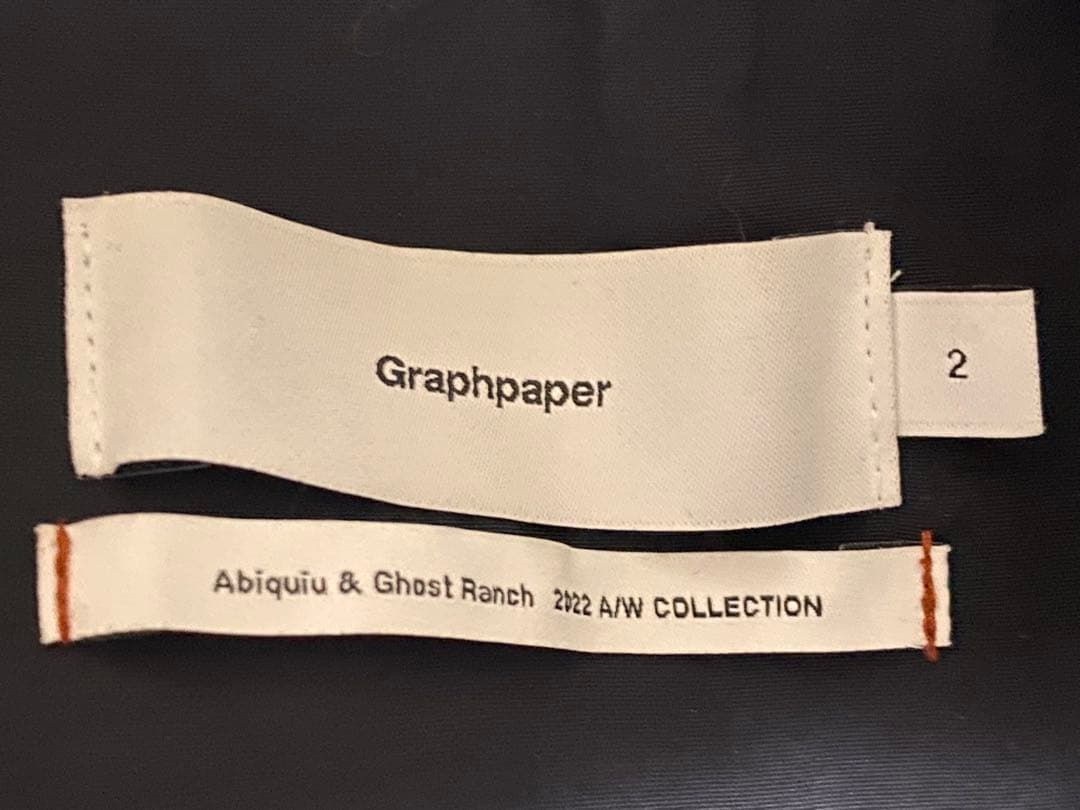 Graphpaper
2
Abiquiu & Ghost Ranch 2022 A/W COLLECTION